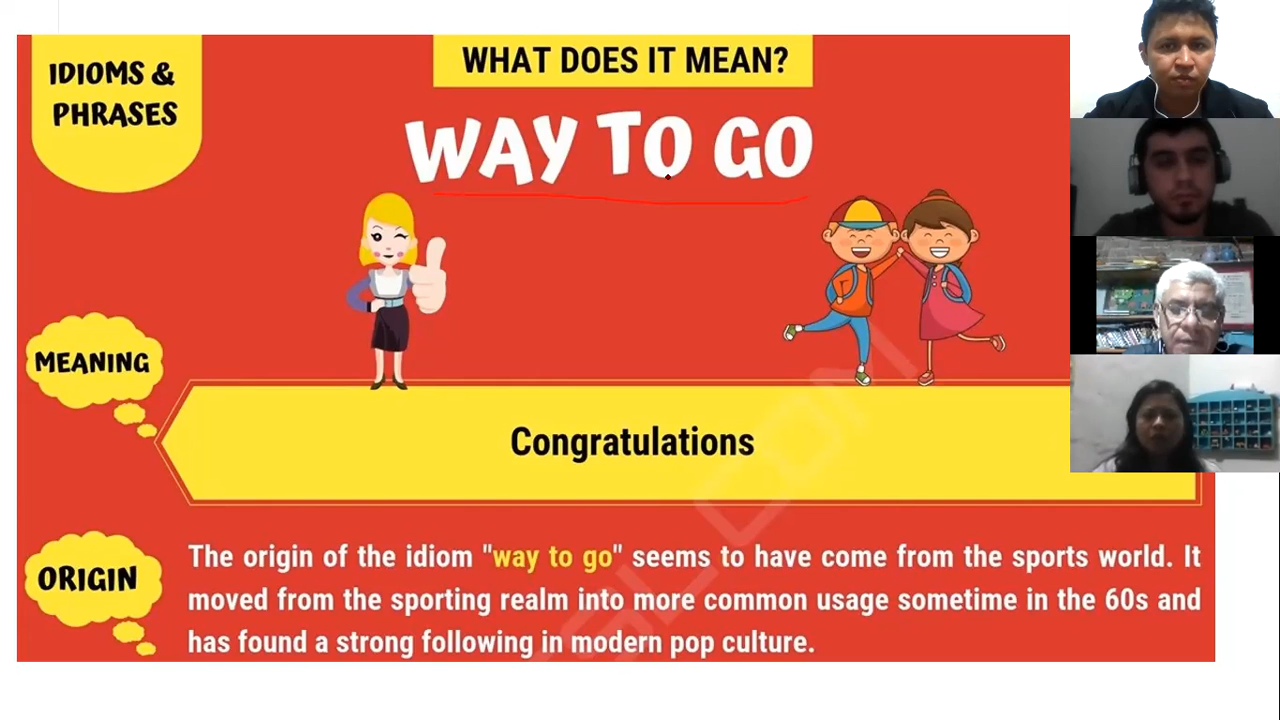 IDIOMS &
PHRASES
WHAT DOES IT MEAN?
WAY TO GO
MEANING
Congratulations
ORIGIN
The origin of the idiom "way to go" seems to have come from the sports world. It
moved from the sporting realm into more common usage sometime in the 60s and
has found a strong following in modern pop culture.